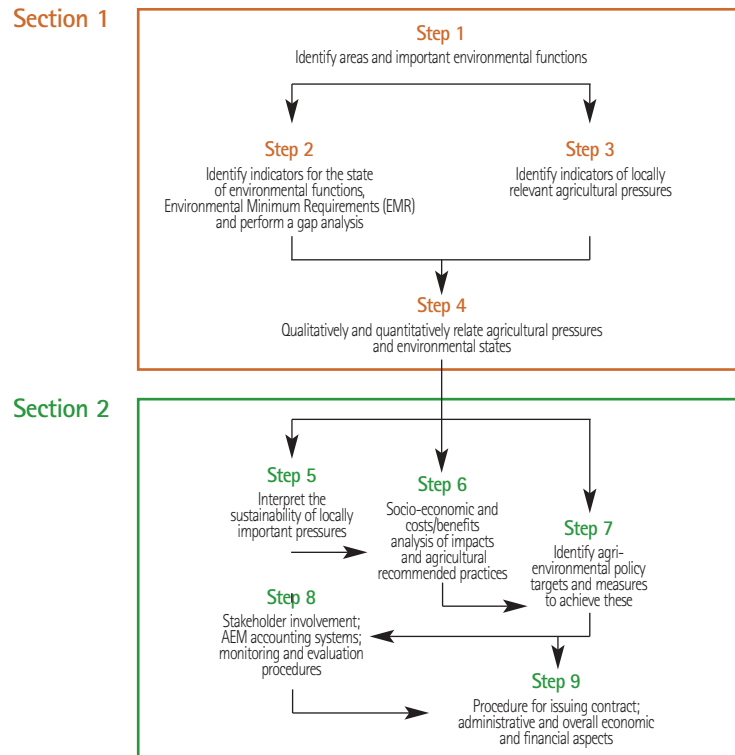 Section 1
Step 1
Identify areas and important environmental functions
Step 2
Identify indicators for the state
of environmental functions,
Environmental Minimum Requirements (EMR)
and perform a gap analysis
Step 3
Identify indicators of locally
relevant agricultural pressures
Step 4
Qualitatively and quantitatively relate agricultural pressures
and environmental states
Section 2
Step 5
Interpret the
sustainability of locally
important pressures
Step 6
Socio-economic and
costs/benefits
analysis of impacts
and agricultural
recommended practices
Step 7
Identify agri-
environmental policy
targets and measures
to achieve these
Step 8
Stakeholder involvement;
AEM accounting systems;
monitoring and evaluation
procedures
Step 9
Procedure for issuing contract;
administrative and overall economic
and financial aspects